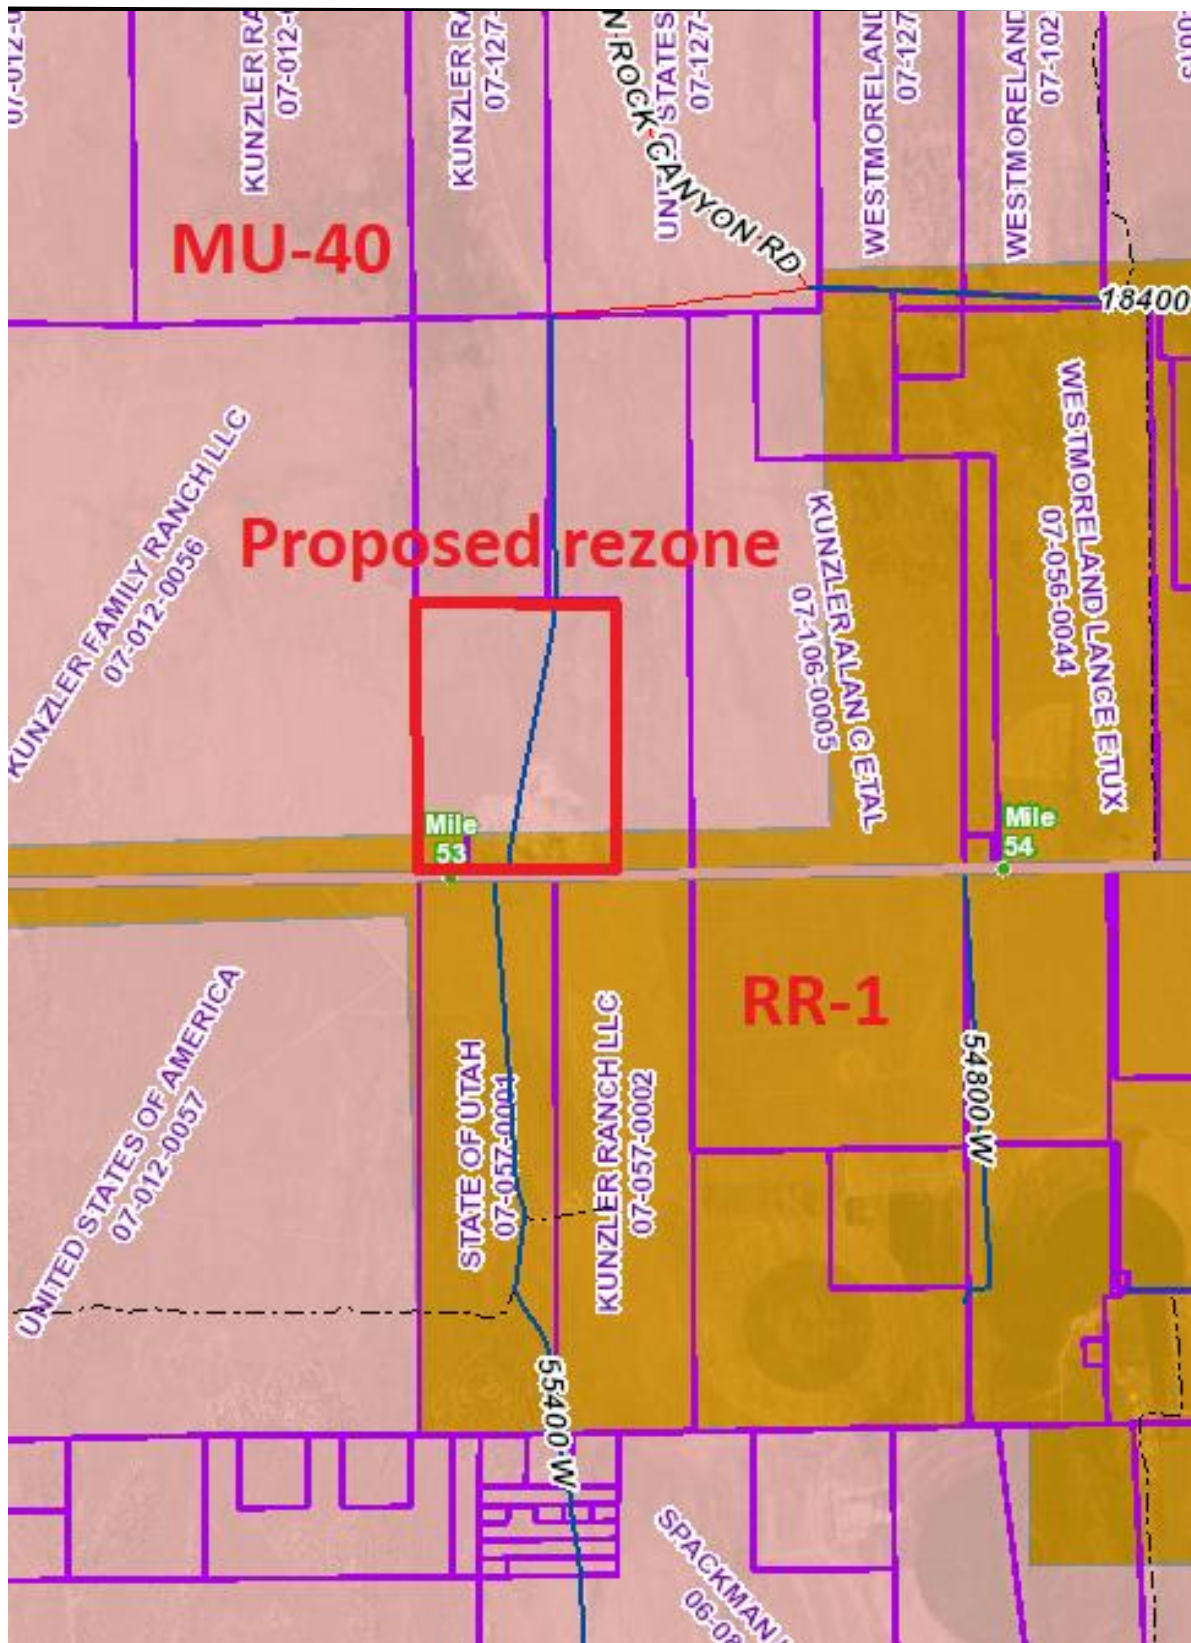 KUNZLER RA
07-012-
KUNZLER RA
07-127-
STATES
07-127-
WESTMORELAND
07-127
WESTMORELAND
07-102
N ROCK CANYON RD
MU-40
18400
KUNZLER FAMILY RANCH LLC
07-012-0056
Proposed rezone
KUNZLER ALAN C ETAL
07-106-0005
WESTMORELAND LANCE ETUX
07-056-0044
Mile
53
Mile
54
UNITED STATES OF AMERICA
07-012-0057
STATE OF UTAH
07-057-0001
KUNZLER RANCH LLC
07-057-0002
RR-1
54800 W
55400 W
SPACKMAN
06-08